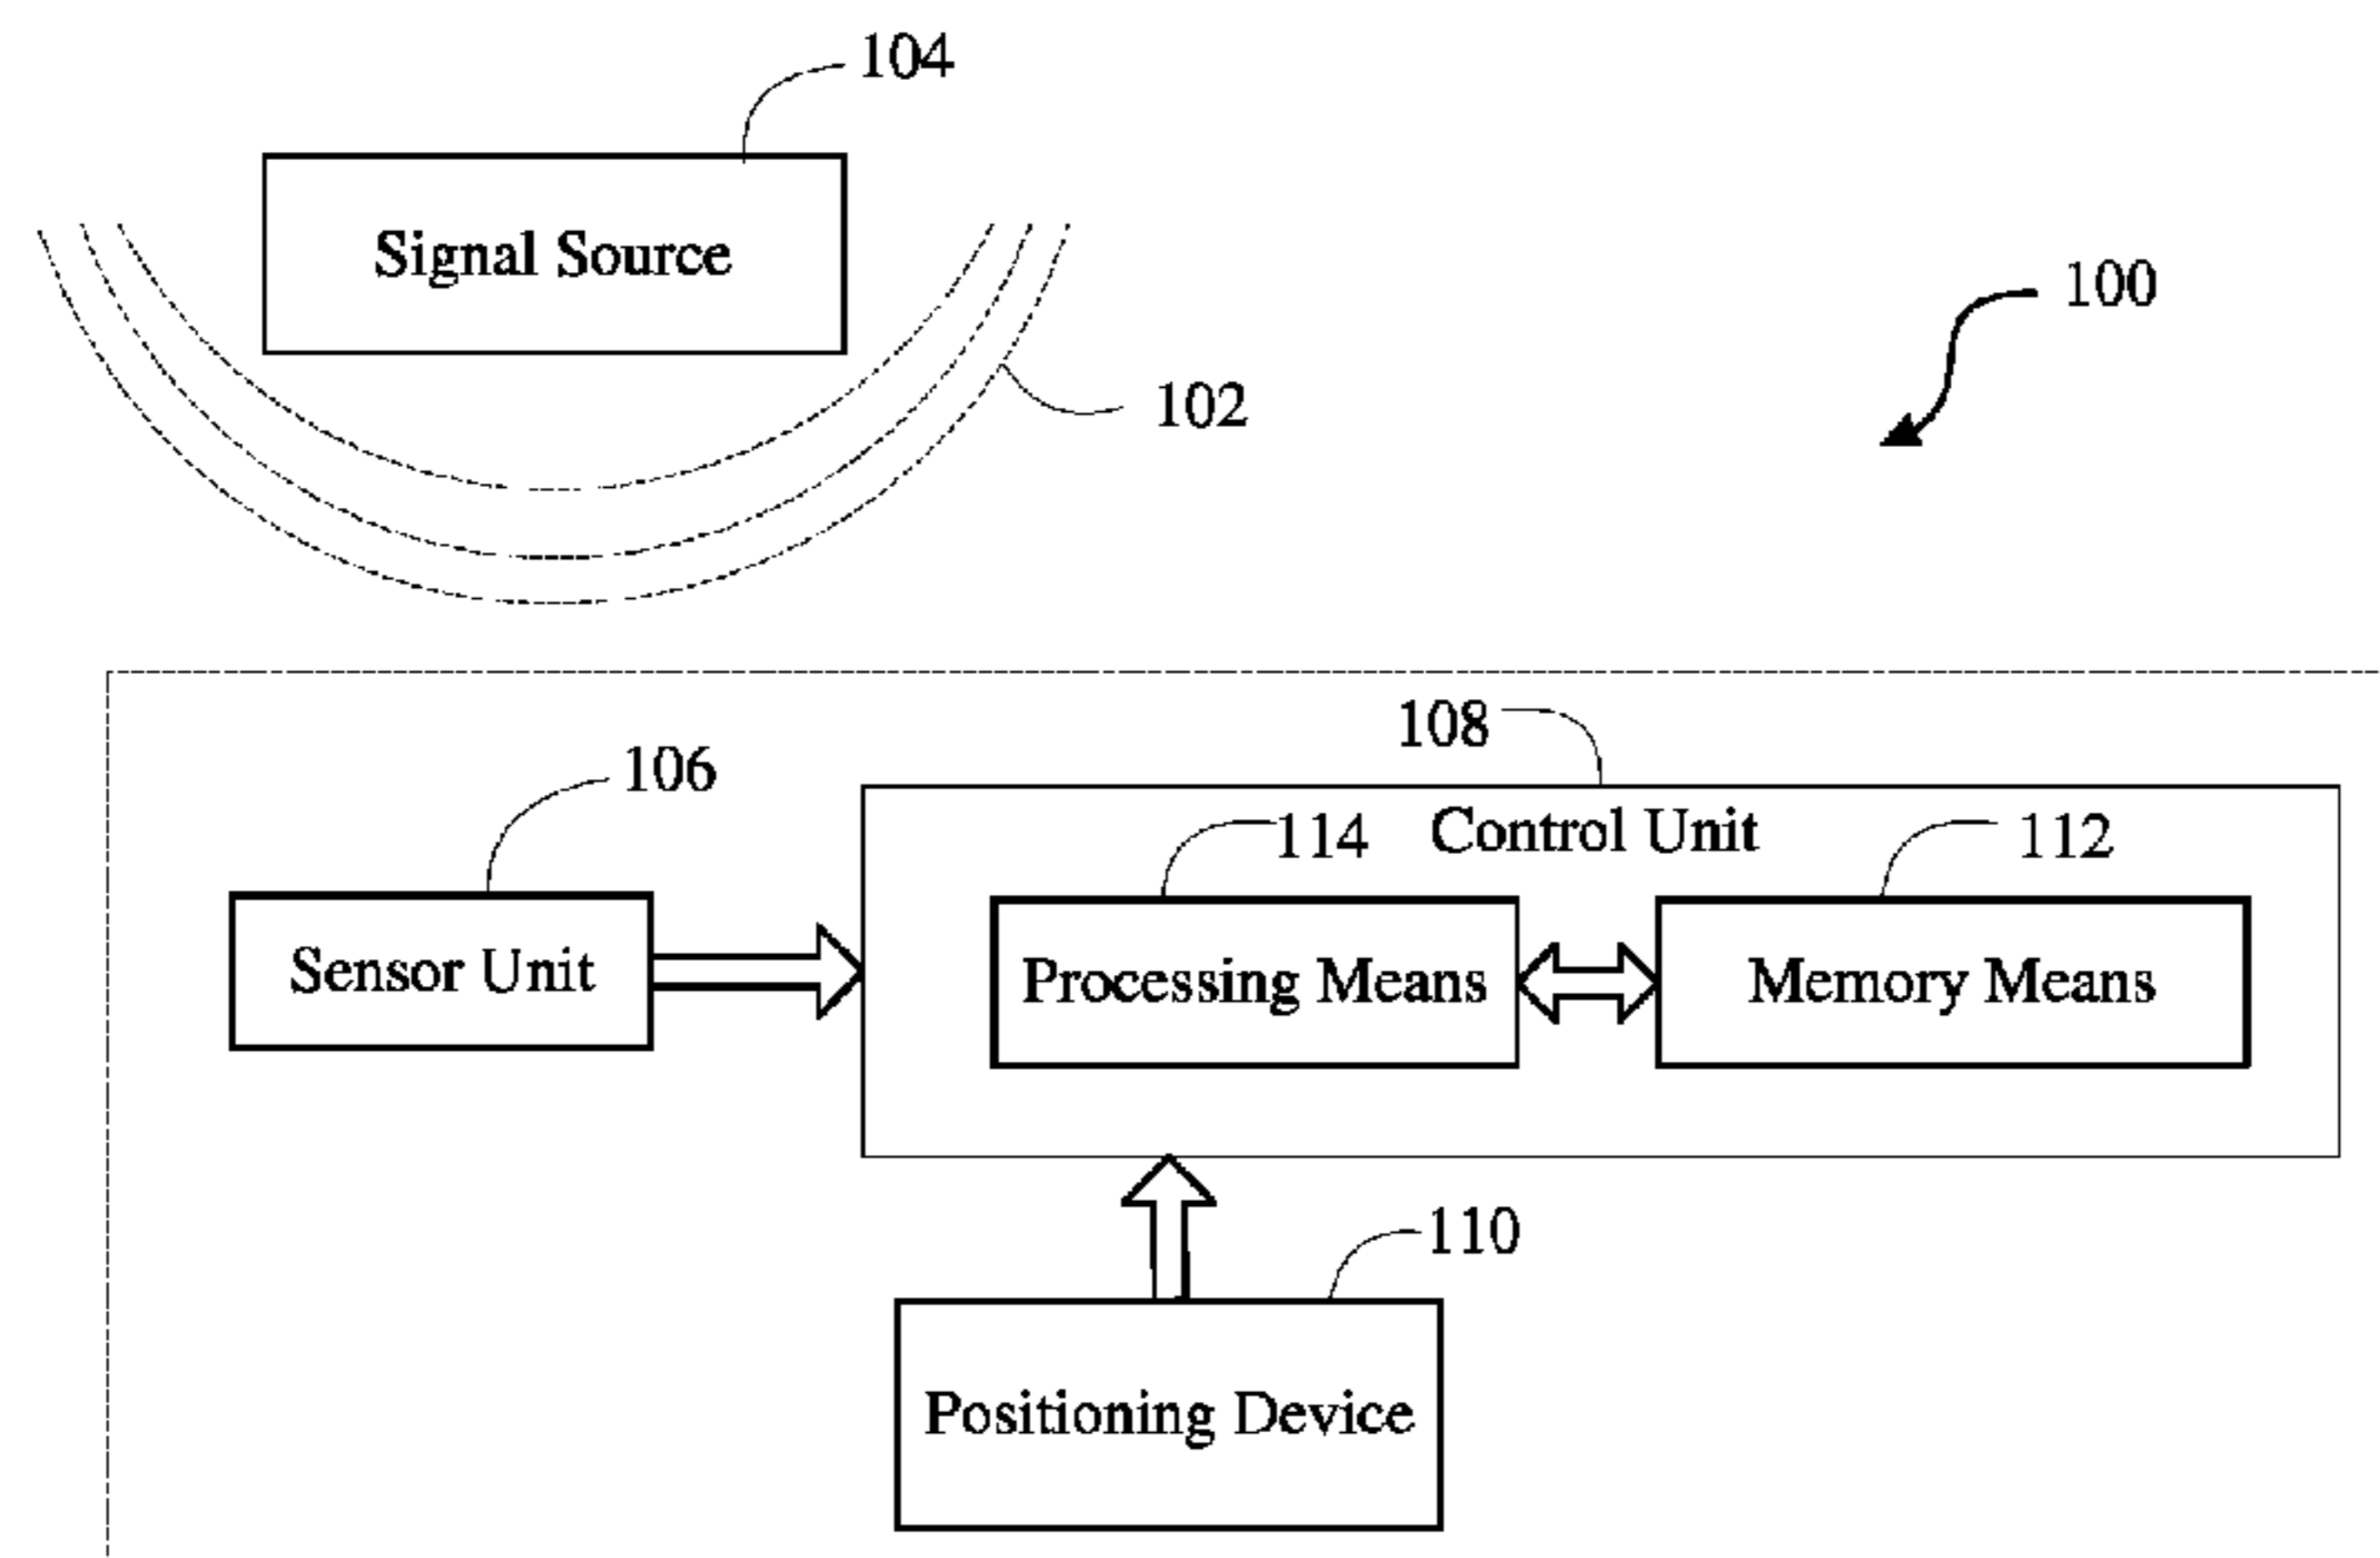 104
Signal Source
100
102
108
106
114
Control Unit
112
Sensor Unit
Processing Means
Memory Means
110
Positioning Device